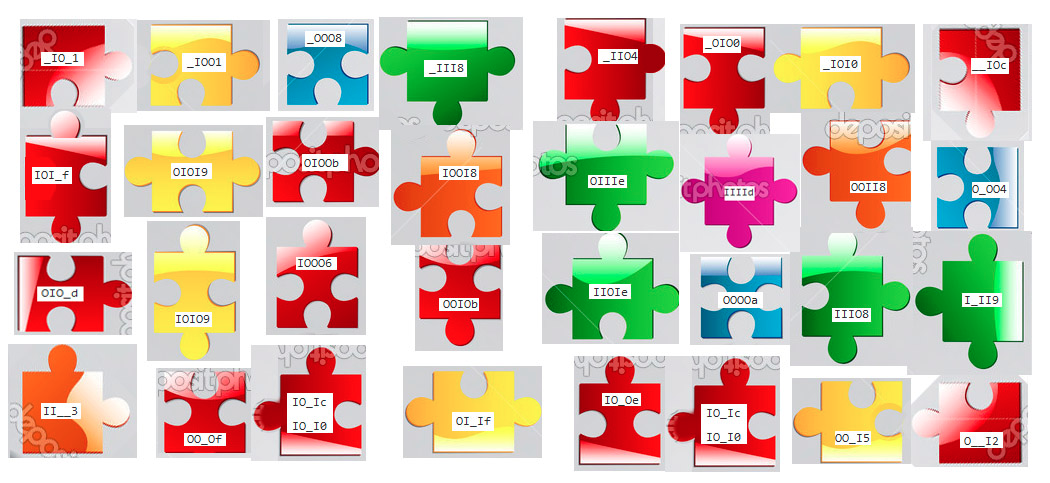 _IO_1
_IOO1
_OOO8
_III8
_IIO4
_OIO0
_IOI0
__IOc
IOI_f
OIOI9
OIOOb
IOOI8
OIIIe
IIIId
OOII8
O_OO4
OIO_d
IOIO9
IOOO6
OOIOb
IIOIe
OOOOa
IIIO8
I_II9
II__3
OO_Of
IO_Ic
IO_I0
OI_If
IO_Oe
IO_Ic
IO_I0
OO_I5
O__I2
depositphotos